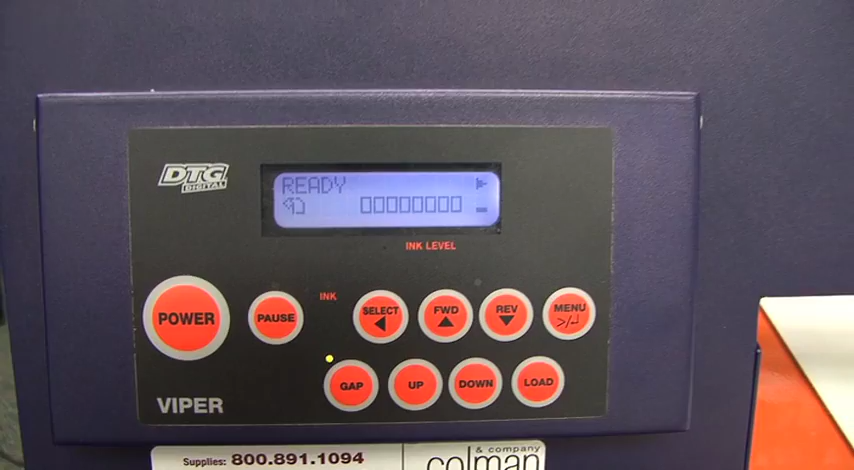 DTG
DIGITAL
READY
INK LEVEL
INK
POWER
PAUSE
SELECT
FWD
REV
MENU
GAP
UP
DOWN
LOAD
VIPER
Supplies: 800.891.1094
& company
colman